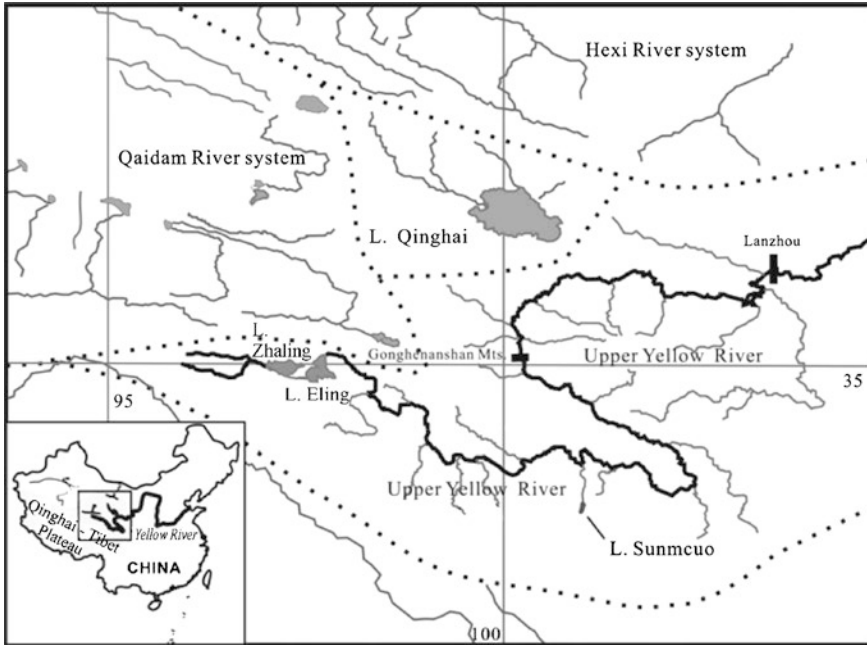 Hexi River system
Qaidam River system
L. Qinghai
Lanzhou
L.
Zhaling
Gonghenanshan Mts.
Upper Yellow River
35
L. Eling
95
Upper Yellow River
L. Sunmcuo
100
Qinghai - Tibet
Plateau
Yellow River
CHINA